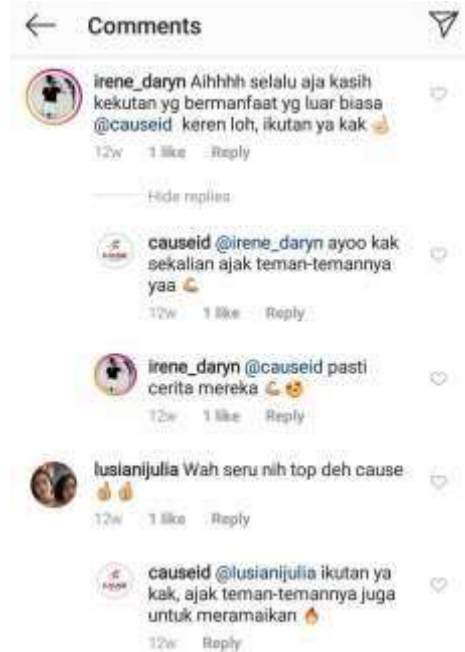 Comments
irene_daryn Aihhhh selalu aja kasih
kekutan yg bermanfaat yg luar biasa
@causeid keren loh, ikutan ya kak ☝🏻
12w 1 like Reply
Hide replies
causeid @irene_daryn ayoo kak
sekalian ajak teman-temannya
yaa 💪
12w 1 like Reply
irene_daryn @causeid pasti
cerita mereka 💪
12w 1 like Reply
lusianijulia Wah seru nih top deh cause
👍👍
12w 1 like Reply
causeid @lusianijulia ikutan ya
kak, ajak teman-temannya juga
untuk meramaikan 🔥
12w Reply